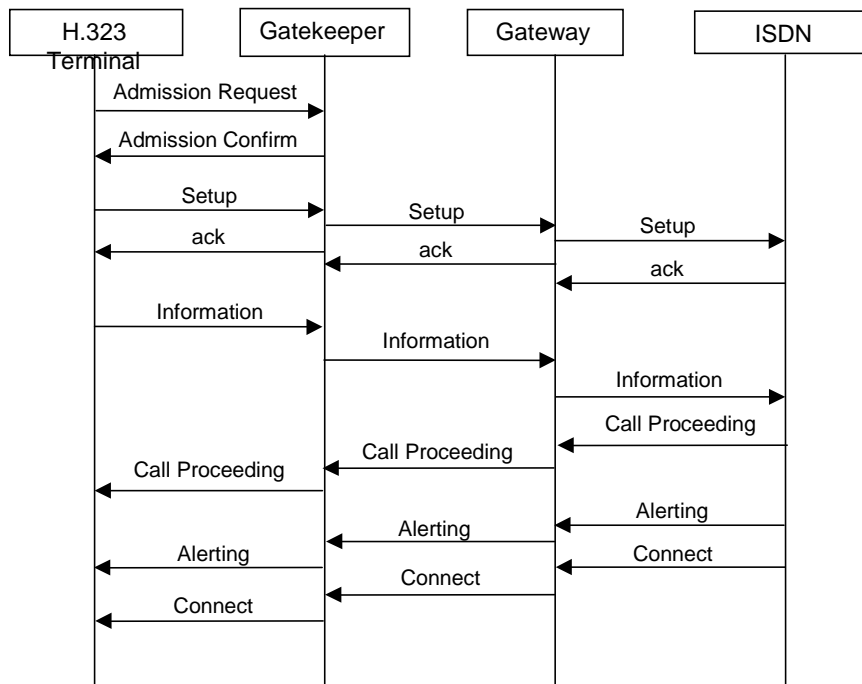 H.323
Terminal
Gatekeeper
Gateway
ISDN
Admission Request
Admission Confirm
Setup
Setup
Setup
ack
ack
ack
Information
Information
Information
Call Proceeding
Call Proceeding
Call Proceeding
Alerting
Alerting
Alerting
Connect
Connect
Connect